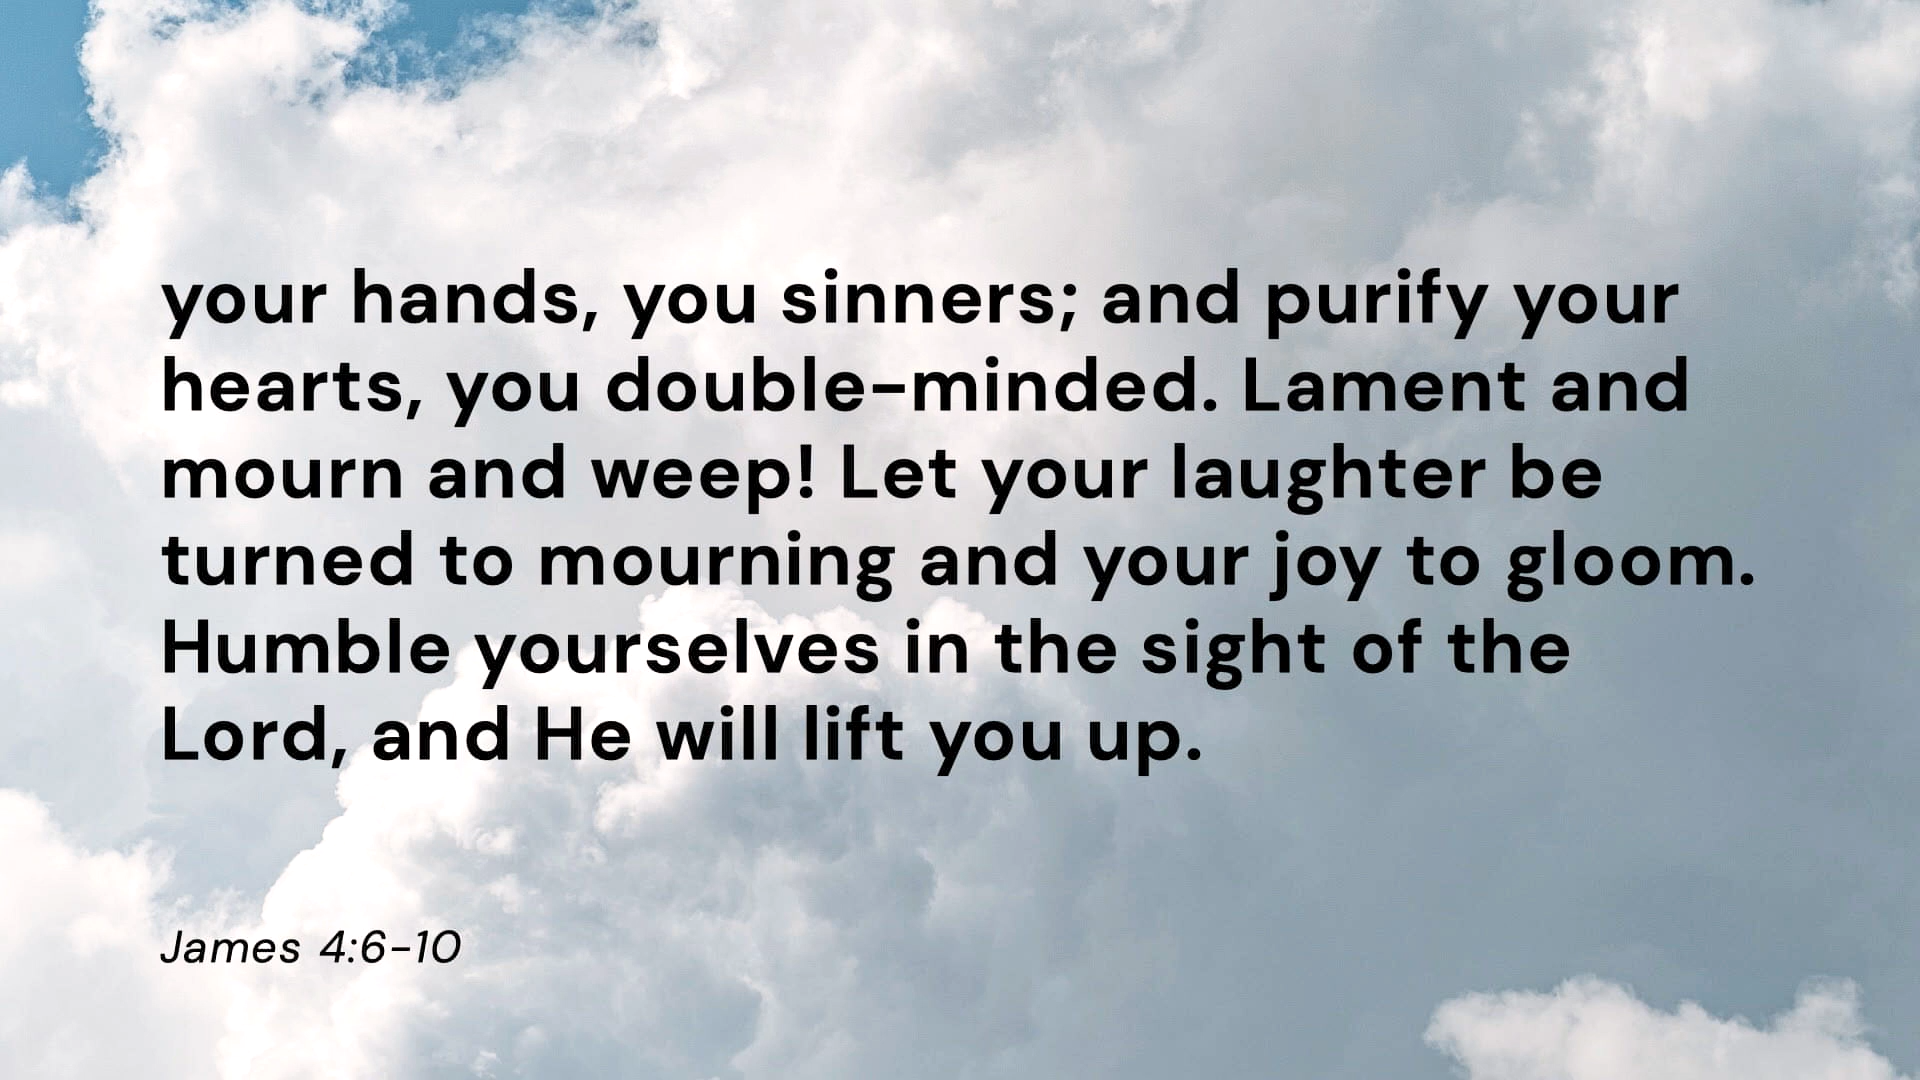 your hands, you sinners; and purify your
hearts, you double-minded. Lament and
mourn and weep! Let your laughter be
turned to mourning and your joy to gloom.
Humble yourselves in the sight of the
Lord, and He will lift you up.
James 4:6-10